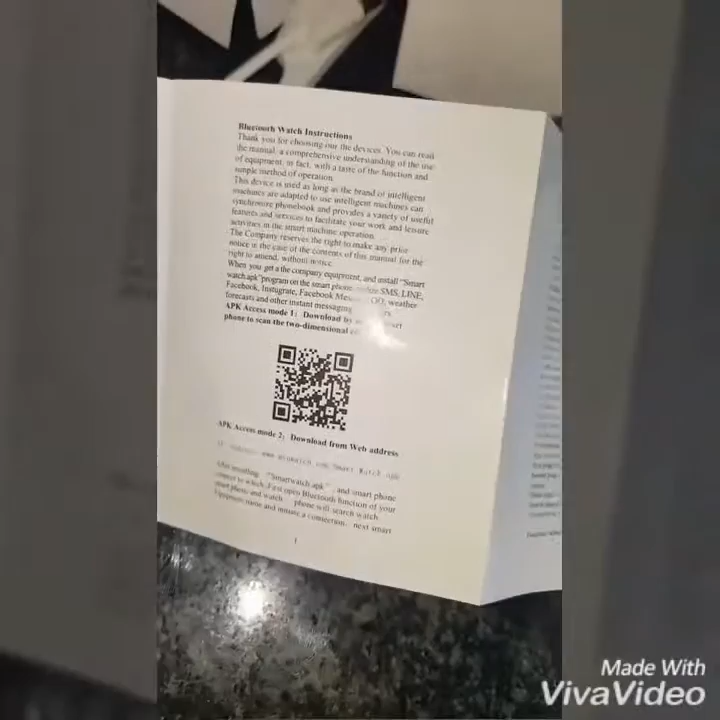 Bluetooth Watch Instructions
Thank you for choosing our the devices. You can read
the manual, a comprehensive understanding of the use
of equipment, in fact, with a taste of the function and
simple method of operation.
This device is used as long as the brand of intelligent
machines are adapted to use intelligent machines can
synchronize phonebook and provides a variety of useful
features and services to facilitate your work and leisure
activities in the smart machine operation.
The Company reserves the right to make any prior
notice in the case of the contents of this manual for the
right to amend, without notice.
When you get a the company equipment, and install "Smart
watch.apk"program on the smart phone, SMS, LINE,
Facebook, Instagrate, Facebook QQ, weather
forecasts and other instant messaging
APK Access mode 1：Download by
phone to scan the two-dimensional
APK Access mode 2：Download from Web address
Smart Watch apk
After installing "Smartwatch.apk", and smart phone
connect to watch. First open Bluetooth function of your
smart phone and watch phone will search watch
Equipment name and initiate a connection, next smart
1
Made With
VivaVideo